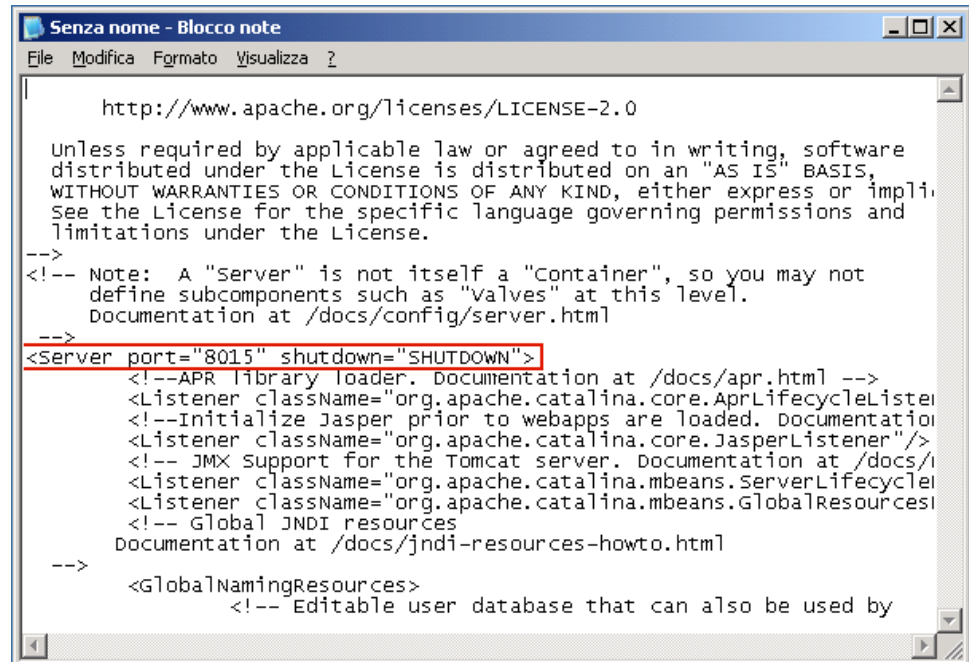 Senza nome - Blocco note
File Modifica Formato Visualizza ?
http://www.apache.org/licenses/LICENSE-2.0
Unless required by applicable law or agreed to in writing, software
distributed under the License is distributed on an "AS IS" BASIS,
WITHOUT WARRANTIES OR CONDITIONS OF ANY KIND, either express or impli
See the License for the specific language governing permissions and
limitations under the License.
-->
<!-- Note:  A "Server" is not itself a "Container", so you may not
define subcomponents such as "Valves" at this level.
Documentation at /docs/config/server.html
-->
<Server port="8015" shutdown="SHUTDOWN">
<!--APR library loader. Documentation at /docs/apr.html -->
<Listener className="org.apache.catalina.core.AprLifecycleListe
<!--Initialize Jasper prior to webapps are loaded. Documentatio
<Listener className="org.apache.catalina.core.JasperListener"/>
<!-- JMX Support for the Tomcat server. Documentation at /docs/
<Listener className="org.apache.catalina.mbeans.ServerLifecycle
<Listener className="org.apache.catalina.mbeans.GlobalResources
<!-- Global JNDI resources
Documentation at /docs/jndi-resources-howto.html
-->
<GlobalNamingResources>
<!-- Editable user database that can also be used by